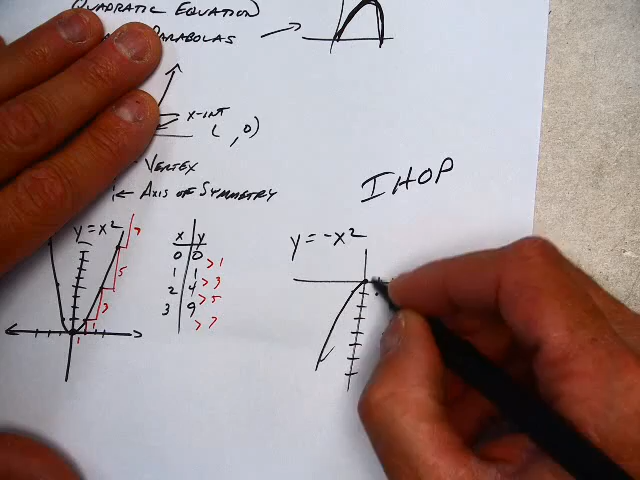 QUADRATIC EQUATION
PARABOLAS
X-INT
( , 0)
VERTEX
AXIS OF SYMMETRY
IHOP
y = x²
7
5
3
1
1
x y
0 0
1 1
2 4
3 9
>1
>3
>5
>7
y = -x²